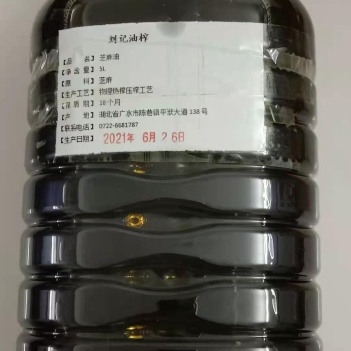 刘记油榨
【品 名】芝麻油
【净 含 量】5L
【原 料】芝麻
【生产工艺】物理热榨压榨工艺
【保 质 期】18个月
【产 地】湖北省广水市陈巷镇平状大道138号
【联系电话】0722-6681787
【生产日期】2021年 6月 26日